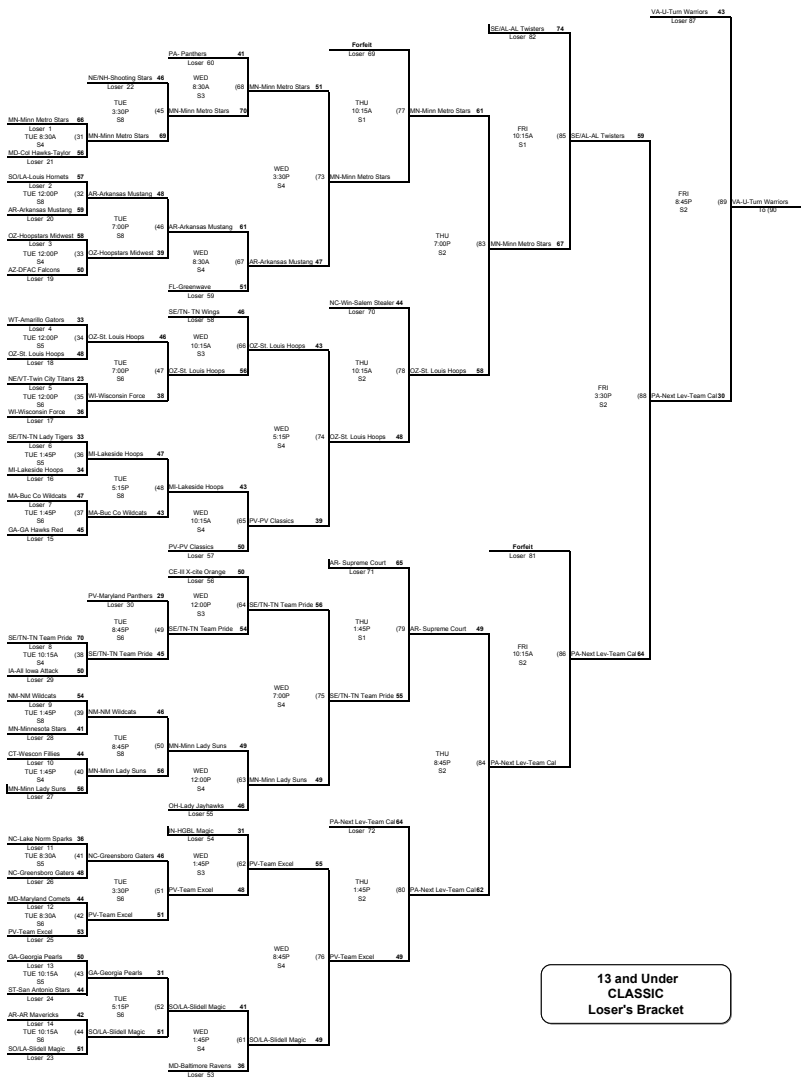 VA-U-Turn Warriors 43
Loser 87
SE/AL-AL Twisters 74
Loser 82
PA- Panthers 41
Loser 60
Forfeit
Loser 69
NE/NH-Shooting Stars 46
Loser 22
WED
8:30A
S3
(68 MN-Minn Metro Stars 51
TUE
3:30P
S8
(45 MN-Minn Metro Stars 70
THU
10:15A
S1
(77 MN-Minn Metro Stars 61
MN-Minn Metro Stars 66
Loser 1
TUE 8:30A
S4
(31 MN-Minn Metro Stars 69
MD-Col Hawks-Taylor 56
Loser 21
FRI
10:15A
S1
(85 SE/AL-AL Twisters 59
WED
3:30P
S4
(73 MN-Minn Metro Stars
SO/LA-Louis Hornets 57
Loser 2
TUE 12:00P
S8
(32 AR-Arkansas Mustang 48
AR-Arkansas Mustang 59
Loser 20
FRI
8:45P
S2
(89 VA-U-Turn Warriors
To (90
TUE
7:00P
S8
(46 AR-Arkansas Mustang 61
OZ-Hoopstars Midwest 58
Loser 3
TUE 12:00P
S4
(33 OZ-Hoopstars Midwest 39
AZ-DFAC Falcons 50
Loser 19
WED
8:30A
S4
(67 AR-Arkansas Mustang 47
FL-Greenwave 51
Loser 59
THU
7:00P
S2
(83 MN-Minn Metro Stars 67
SE/TN- TN Wings 46
Loser 58
NC-Win-Salem Stealer 44
Loser 70
WT-Amarillo Gators 33
Loser 4
TUE 12:00P
S5
(34 OZ-St. Louis Hoops 46
OZ-St. Louis Hoops 48
Loser 18
WED
10:15A
S3
(66 OZ-St. Louis Hoops 43
TUE
7:00P
S6
(47 OZ-St. Louis Hoops 56
THU
10:15A
S2
(78 OZ-St. Louis Hoops 58
NE/VT-Twin City Titans 23
Loser 5
TUE 12:00P
S6
(35 WI-Wisconsin Force 38
WI-Wisconsin Force 36
Loser 17
FRI
3:30P
S2
(88 PA-Next Lev-Team Cal 30
SE/TN-TN Lady Tigers 33
Loser 6
TUE 1:45P
S5
(36 MI-Lakeside Hoops 47
MI-Lakeside Hoops 34
Loser 16
WED
5:15P
S4
(74 OZ-St. Louis Hoops 48
TUE
5:15P
S8
(48 MI-Lakeside Hoops 43
MA-Buc Co Wildcats 47
Loser 7
TUE 1:45P
S6
(37 MA-Buc Co Wildcats 43
GA-GA Hawks Red 45
Loser 15
WED
10:15A
S4
(65 PV-PV Classics 39
PV-PV Classics 50
Loser 57
CE-Ill X-cite Orange 50
Loser 56
AR- Supreme Court 65
Loser 71
Forfeit
Loser 81
PV-Maryland Panthers 29
Loser 30
WED
12:00P
S3
(64 SE/TN-TN Team Pride 56
TUE
8:45P
S6
(49 SE/TN-TN Team Pride 54
THU
1:45P
S1
(79 AR- Supreme Court 49
SE/TN-TN Team Pride 70
Loser 8
TUE 10:15A
S4
(38 SE/TN-TN Team Pride 45
IA-All Iowa Attack 50
Loser 29
FRI
10:15A
S2
(86 PA-Next Lev-Team Cal 64
WED
7:00P
S4
(75 SE/TN-TN Team Pride 55
NM-NM Wildcats 54
Loser 9
TUE 1:45P
S8
(39 NM-NM Wildcats 46
MN-Minnesota Stars 41
Loser 28
TUE
8:45P
S8
(50 MN-Minn Lady Suns 49
CT-Wescon Fillies 44
Loser 10
TUE 1:45P
S4
(40 MN-Minn Lady Suns 56
MN-Minn Lady Suns 56
Loser 27
WED
12:00P
S4
(63 MN-Minn Lady Suns 49
OH-Lady Jayhawks 46
Loser 55
THU
8:45P
S2
(84 PA-Next Lev-Team Cal
IN-HGBL Magic 31
Loser 54
PA-Next Lev-Team Cal 64
Loser 72
NC-Lake Norm Sparks 36
Loser 11
TUE 8:30A
S5
(41 NC-Greensboro Gaters 46
NC-Greensboro Gaters 48
Loser 26
WED
1:45P
S3
(62 PV-Team Excel 55
TUE
3:30P
S6
(51 PV-Team Excel 48
THU
1:45P
S2
(80 PA-Next Lev-Team Cal 62
MD-Maryland Comets 44
Loser 12
TUE 8:30A
S6
(42 PV-Team Excel 51
PV-Team Excel 53
Loser 25
WED
8:45P
S4
(76 PV-Team Excel 49
GA-Georgia Pearls 50
Loser 13
TUE 10:15A
S5
(43 GA-Georgia Pearls 31
ST-San Antonio Stars 44
Loser 24
TUE
5:15P
S6
(52 SO/LA-Slidell Magic 41
AR-AR Mavericks 42
Loser 14
TUE 10:15A
S6
(44 SO/LA-Slidell Magic 51
SO/LA-Slidell Magic 51
Loser 23
WED
1:45P
S4
(61 SO/LA-Slidell Magic 49
MD-Baltimore Ravens 36
Loser 53
13 and Under
CLASSIC
Loser's Bracket